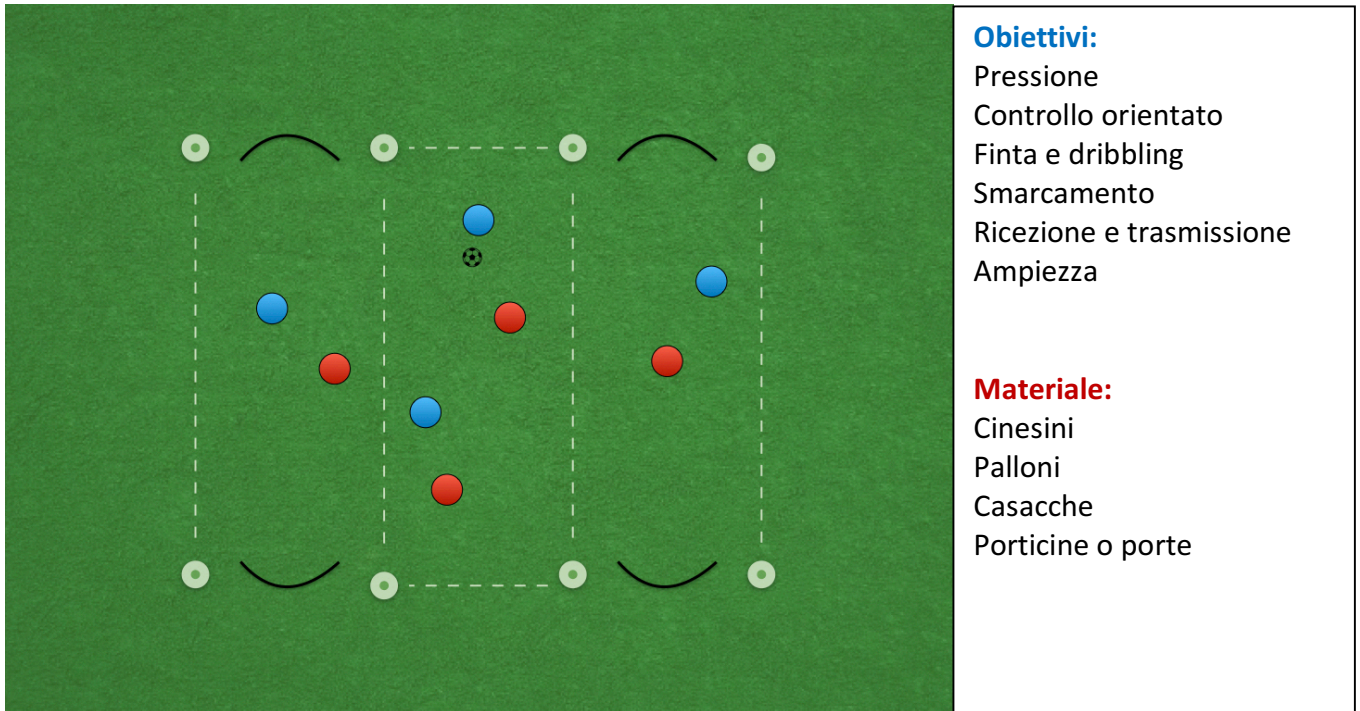 Obiettivi:
Pressione
Controllo orientato
Finta e dribbling
Smarcamento
Ricezione e trasmissione
Ampiezza
Materiale:
Cinesini
Palloni
Casacche
Porticine o porte